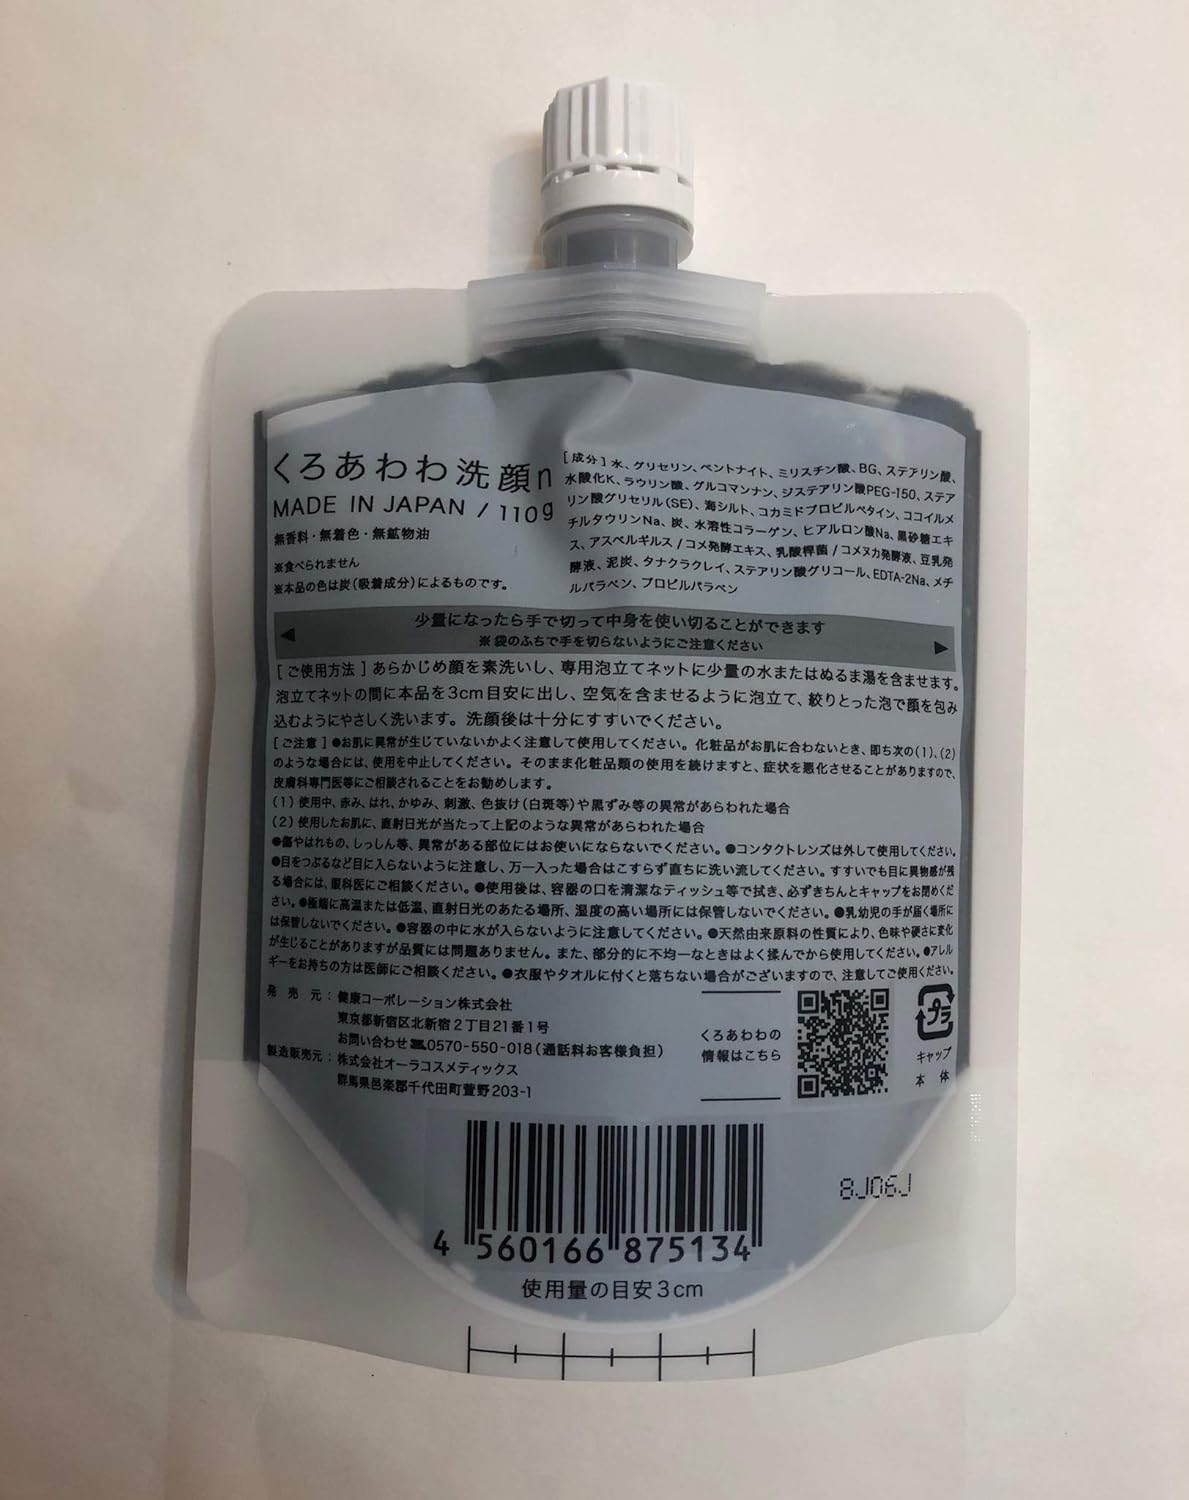 くろあわわ洗顔n
MADE IN JAPAN / 110g
無香料・無着色・無鉱物油
※食べられません
※本品の色は炭(吸着成分)によるものです。
[成分]水、グリセリン、ベントナイト、ミリスチン酸、BG、ステアリン酸、
水酸化K、ラウリン酸、グルコマンナン、ジステアリン酸PEG-150、ステア
リン酸グリセリル(SE)、海シルト、コカミドプロピルベタイン、ココイルメ
チルタウリンNa、炭、水溶性コラーゲン、ヒアルロン酸Na、黒砂糖エキ
ス、アスペルギルス/コメ発酵エキス、乳酸桿菌/コメヌカ発酵液、豆乳発
酵液、泥炭、タナクラクレイ、ステアリン酸グリコール、EDTA-2Na、メチ
ルパラベン、プロピルパラベン
少量になったら手で切って中身を使い切ることができます
※袋のふちで手を切らないようにご注意ください
[ご使用方法]あらかじめ顔を素洗いし、専用泡立てネットに少量の水またはぬるま湯を含ませます。
泡立てネットの間に本品を3cm目安に出し、空気を含ませるように泡立て、絞りとった泡で顔を包み
込むようにやさしく洗います。洗顔後は十分にすすいでください。
[ご注意]●お肌に異常が生じていないかよく注意して使用してください。化粧品がお肌に合わないとき、即ち次の(1)、(2)
のような場合には、使用を中止してください。そのまま化粧品類の使用を続けますと、症状を悪化させることがありますので、
皮膚科専門医等にご相談されることをお勧めします。
(1)使用中、赤み、はれ、かゆみ、刺激、色抜け(白斑等)や黒ずみ等の異常があらわれた場合
(2)使用したお肌に、直射日光が当たって上記のような異常があらわれた場合
●傷やはれもの、しっしん等、異常がある部位にはお使いにならないでください。●コンタクトレンズは外して使用してください。
●目をつぶるなど目に入らないように注意し、万一入った場合はこすらず直ちに洗い流してください。すすいでも目に異物感が残
る場合には、眼科医にご相談ください。●使用後は、容器の口を清潔なティッシュ等で拭き、必ずきちんとキャップをお閉めくだ
さい。●極端に高温または低温、直射日光のあたる場所、湿度の高い場所には保管しないでください。●乳幼児の手が届く場所に
は保管しないでください。●容器の中に水が入らないように注意してください。●天然由来原料の性質により、色味や硬さに変化
が生じることがありますが品質には問題ありません。また、部分的に不均一なときはよく揉んでから使用してください。●アレル
ギーをお持ちの方は医師にご相談ください。●衣服やタオルに付くと落ちない場合がございますので、注意してご使用ください。
発売元:健康コーポレーション株式会社
東京都新宿区北新宿2丁目21番1号
お問い合わせ☎0570-550-018(通話料お客様負担)
製造販売元:株式会社オーラコスメティックス
群馬県邑楽郡千代田町萱野203-1
くろあわわの
情報はこちら
プラ
キャップ
本体
8J06J
4 560166 875134
使用量の目安3cm